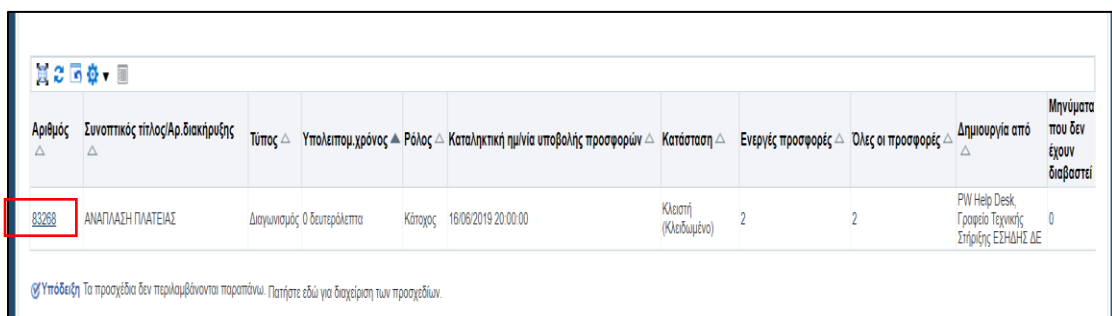 Αριθμός Συνοπτικός τίτλος/Αρ.διακήρυξης Τύπος Υπολειπομ.χρόνος Ρόλος Καταληκτική ημ/νία υποβολής προσφορών Κατάσταση Ενεργές προσφορές Όλες οι προσφορές Δημιουργία από Μηνύματα που δεν έχουν διαβαστεί
83268 ΑΝΑΠΛΑΣΗ ΠΛΑΤΕΙΑΣ Διαγωνισμός 0 δευτερόλεπτα Κάτοχος 16/06/2019 20:00:00 Κλειστή (Κλειδωμένο) 2 2 PW Help Desk, Γραφείο Τεχνικής Στήριξης ΕΣΗΔΗΣ ΔΕ 0
Υπόδειξη Τα προσχέδια δεν περιλαμβάνονται παραπάνω. Πατήστε εδώ για διαχείριση των προσχεδίων.